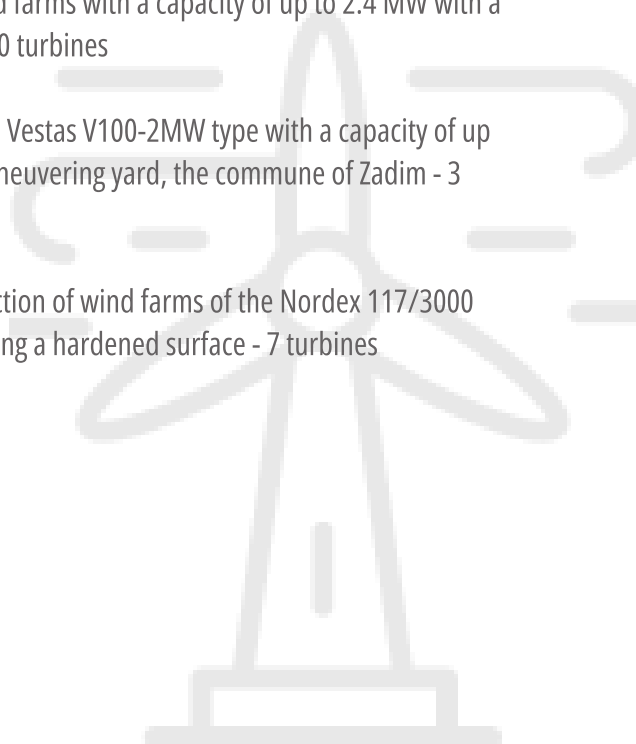 farms with a capacity of up to 2.4 MW with a
0 turbines
Vestas V100-2MW type with a capacity of up
neuvering yard, the commune of Zadim - 3
ction of wind farms of the Nordex 117/3000
ng a hardened surface - 7 turbines